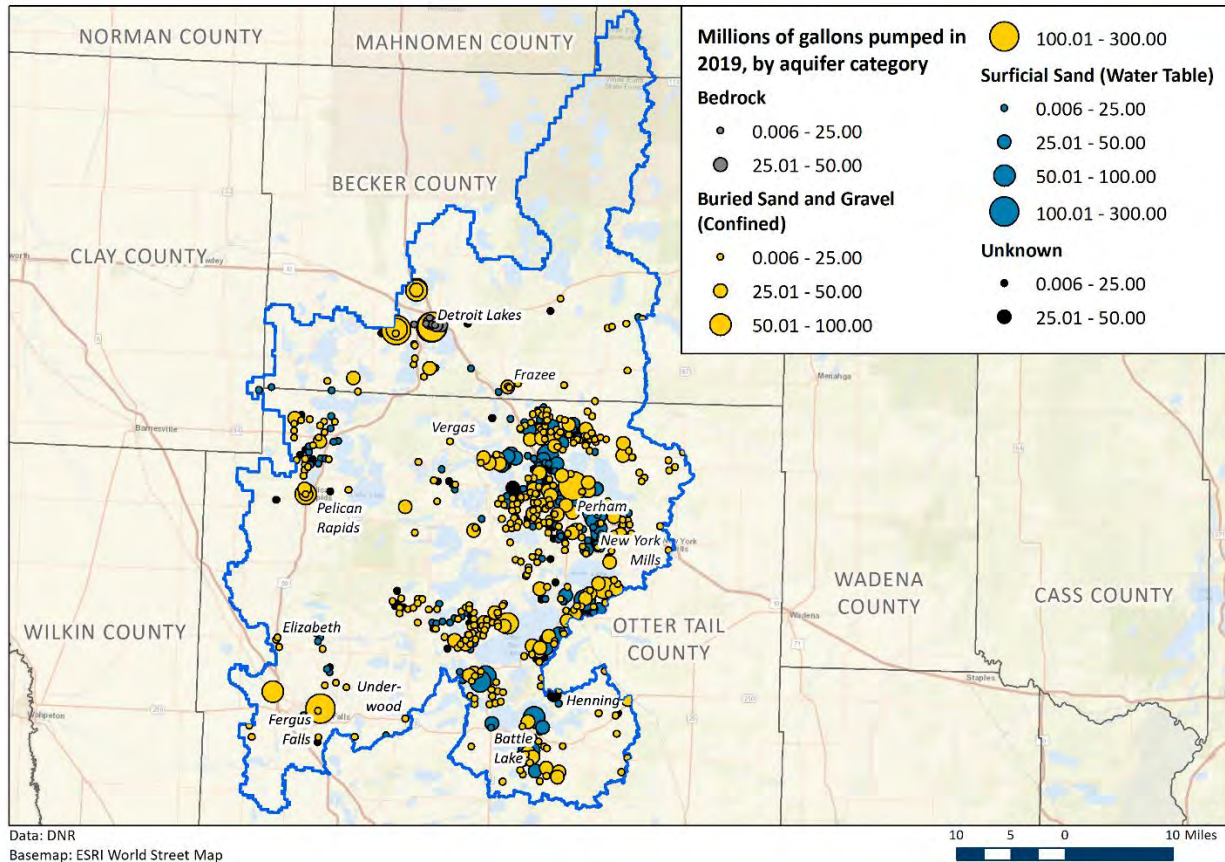 NORMAN COUNTY
MAHNOMEN COUNTY
BECKER COUNTY
CLAY COUNTY
Detroit Lakes
Frazee
Menahga
Barnesville
Vergas
Pelican
Rapids
Perham
New York
Mills
WADENA
COUNTY
CASS COUNTY
WILKIN COUNTY
Elizabeth
OTTER TAIL
COUNTY
Wadena
Staples
Under-
wood
Henning
Fergus
Falls
Battle
Lake
Millions of gallons pumped in
2019, by aquifer category
Bedrock
0.006 - 25.00
25.01 - 50.00
Buried Sand and Gravel
(Confined)
0.006 - 25.00
25.01 - 50.00
50.01 - 100.00
100.01 - 300.00
Surficial Sand (Water Table)
0.006 - 25.00
25.01 - 50.00
50.01 - 100.00
100.01 - 300.00
Unknown
0.006 - 25.00
25.01 - 50.00
Data: DNR
Basemap: ESRI World Street Map
10 5 0 10 Miles